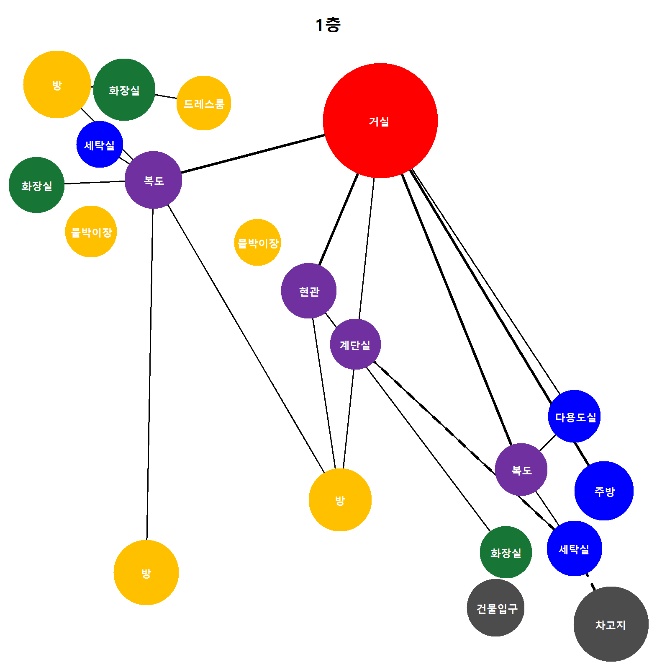 1층
방
화장실
드레스룸
거실
세탁실
복도
화장실
붙박이장
붙박이장
현관
계단실
다용도실
복도
주방
방
화장실
세탁실
방
건물입구
차고지